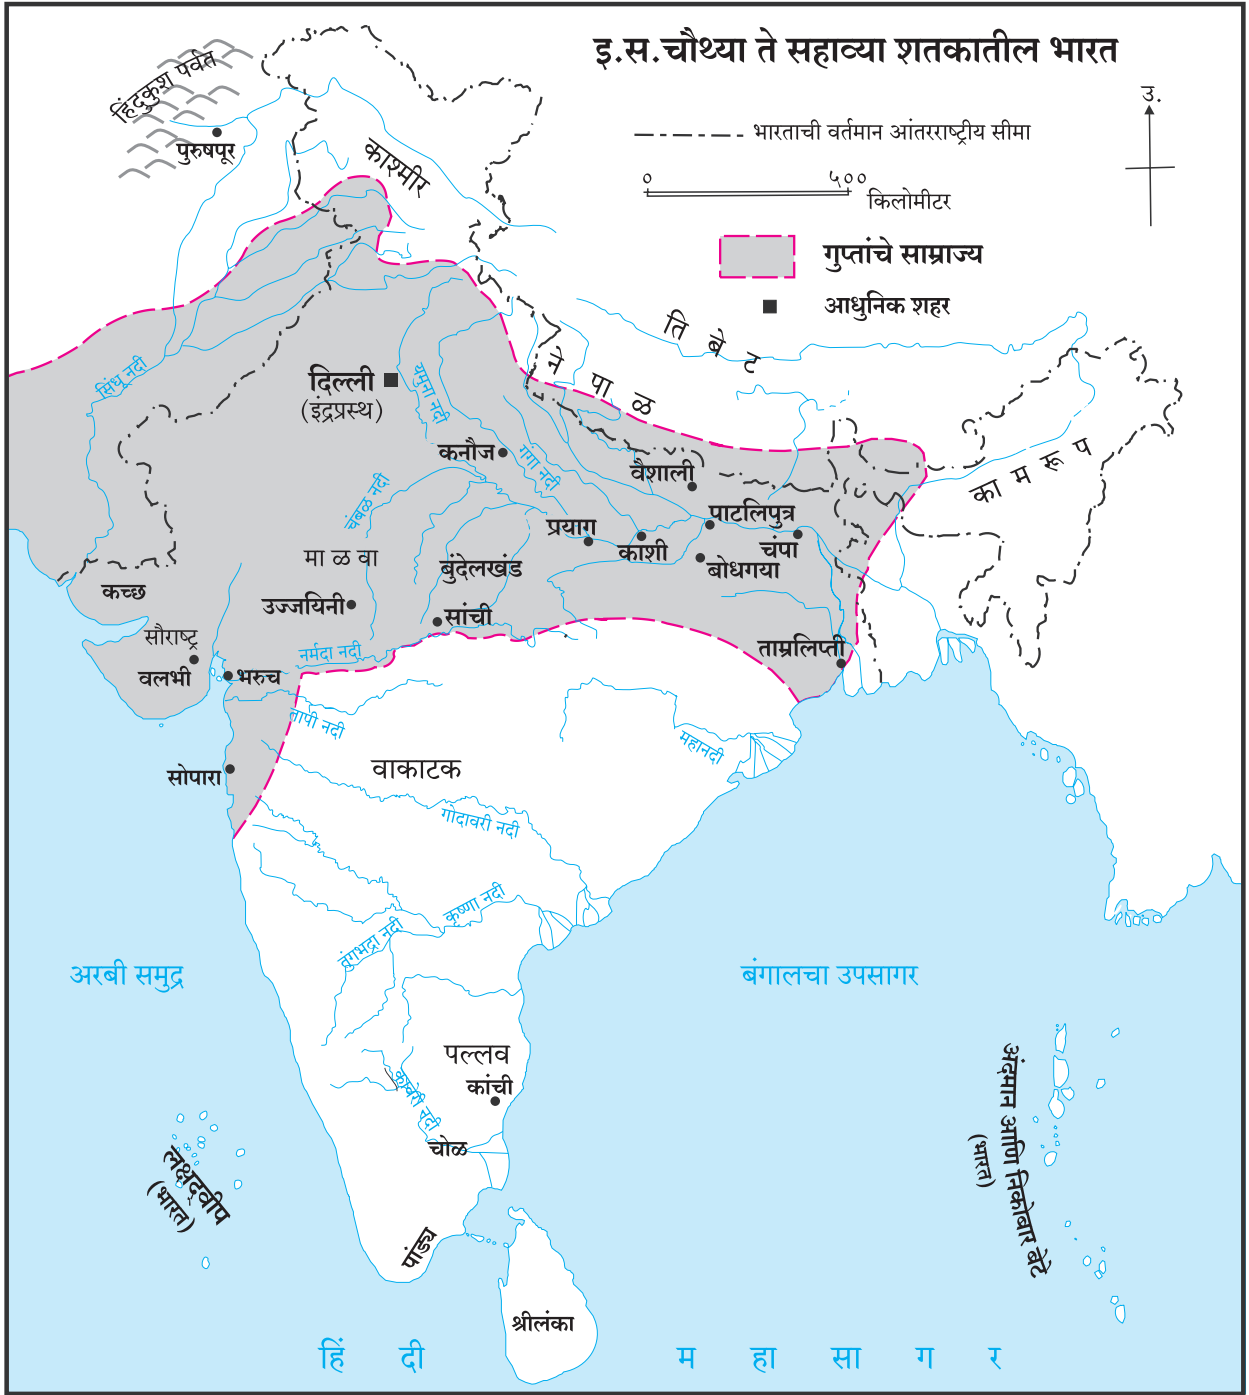 इ.स.चौथ्या ते सहाव्या शतकातील भारत
उ.
भारताची वर्तमान आंतरराष्ट्रीय सीमा
० ५००
किलोमीटर
गुप्तांचे साम्राज्य
आधुनिक शहर
हिंदुकुश पर्वत
पुरुषपूर
काश्मीर
ति बे ट
ने पा ळ
का म रू प
सिंधू नदी
दिल्ली
(इंद्रप्रस्थ)
यमुना नदी
कनौज
गंगा नदी
वैशाली
चंबळ नदी
प्रयाग
काशी
पाटलिपुत्र
चंपा
बोधगया
मा ळ वा
बुंदेलखंड
कच्छ
उज्जयिनी
सांची
सौराष्ट्र
वलभी
भरुच
नर्मदा नदी
ताम्रलिप्ती
तापी नदी
महानदी
सोपारा
वाकाटक
गोदावरी नदी
कृष्णा नदी
तुंगभद्रा नदी
अरबी समुद्र
बंगालचा उपसागर
पल्लव
कांची
कावेरी नदी
चोळ
लक्षद्वीप
(भारत)
अंदमान आणि निकोबार बेटे
(भारत)
पांड्य
श्रीलंका
हिं दी म हा सा ग र